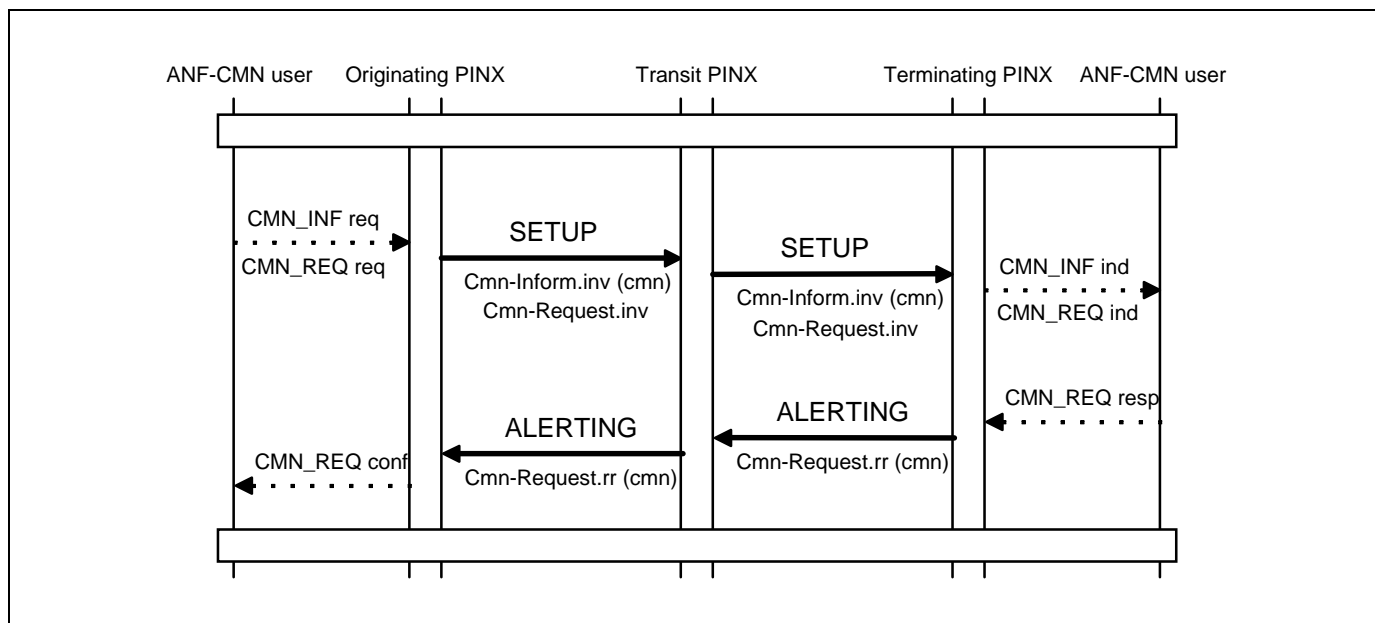 ANF-CMN user Originating PINX Transit PINX Terminating PINX ANF-CMN user
CMN_INF req
CMN_REQ req
SETUP
Cmn-Inform.inv (cmn)
Cmn-Request.inv
SETUP
Cmn-Inform.inv (cmn)
Cmn-Request.inv
CMN_INF ind
CMN_REQ ind
CMN_REQ resp
ALERTING
Cmn-Request.rr (cmn)
ALERTING
Cmn-Request.rr (cmn)
CMN_REQ conf